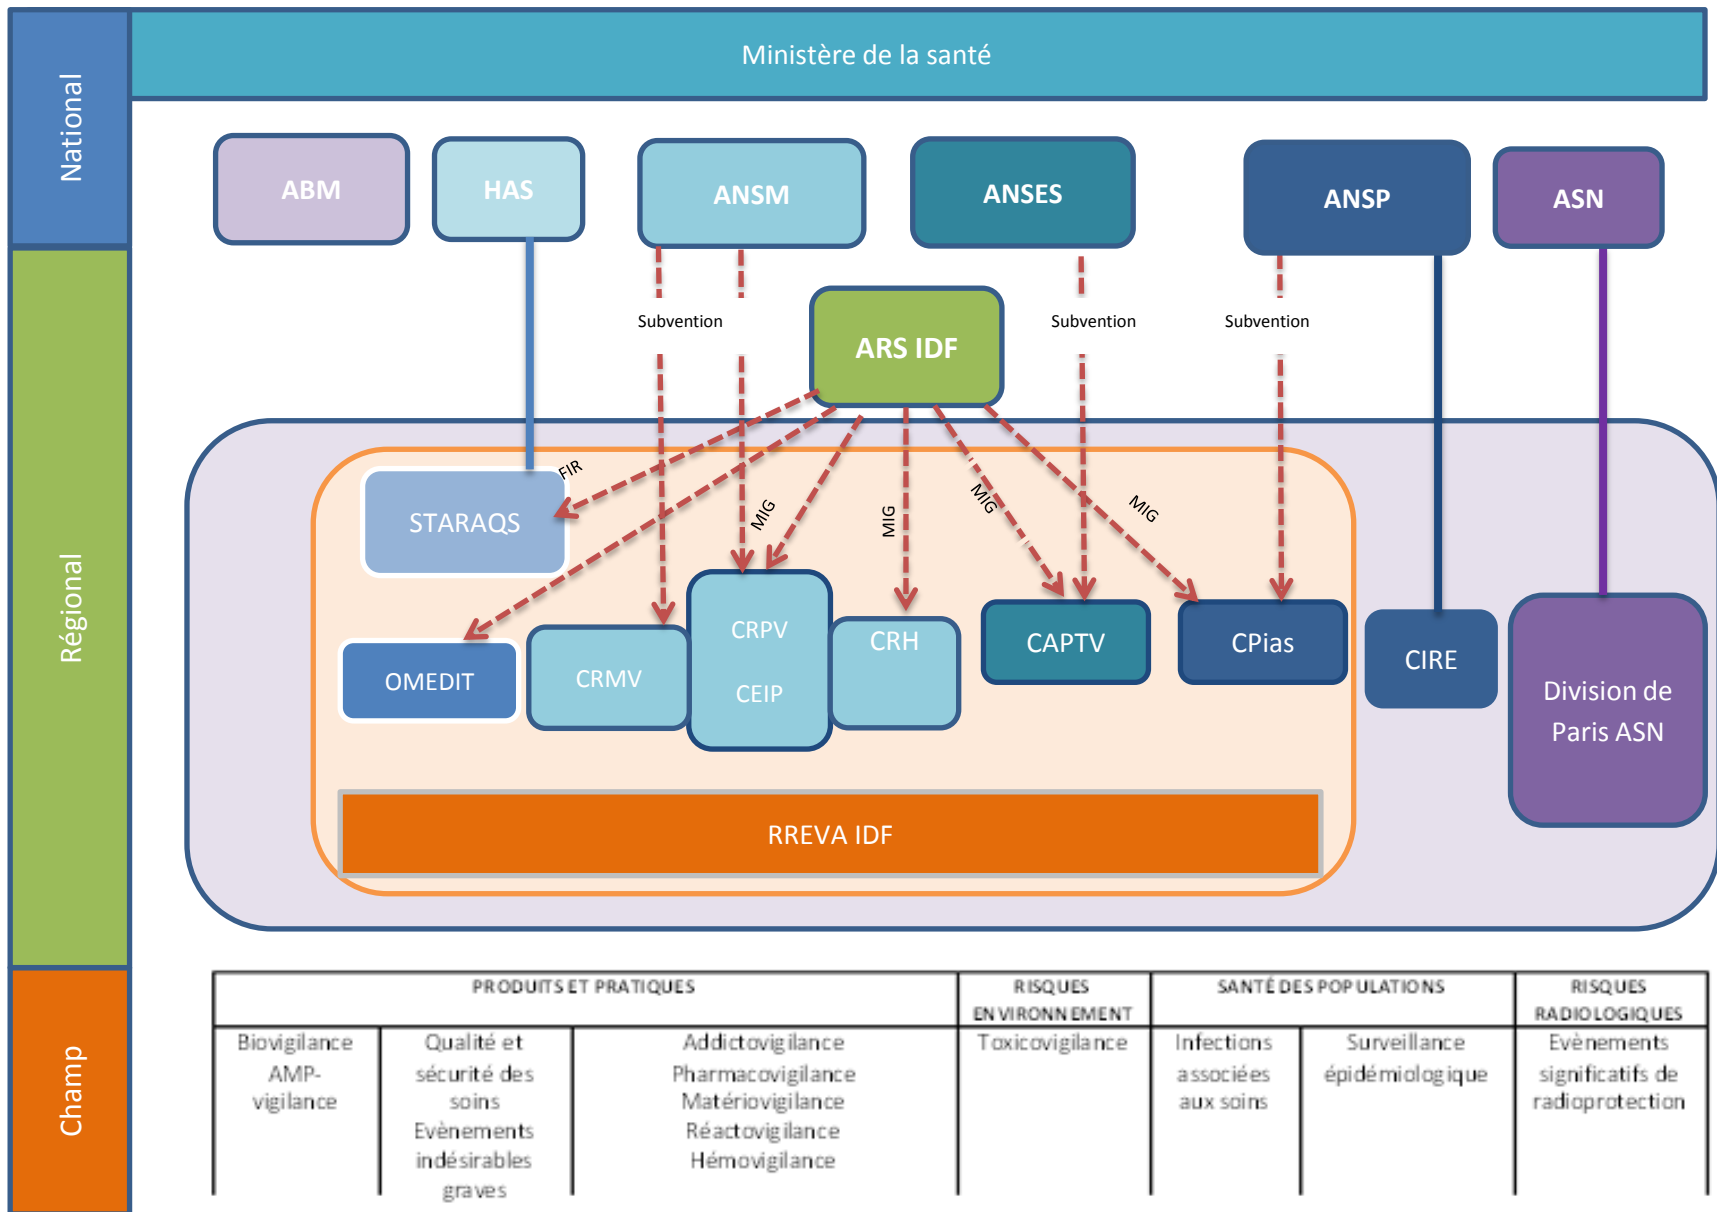 National
Ministère de la santé
ABM
HAS
ANSM
ANSES
ANSP
ASN
Régional
Subvention
ARS IDF
Subvention
Subvention
FIR
MIG
MIG
MIG
MIG
STARAQS
OMEDIT
CRMV
CRPV
CEIP
CRH
CAPTV
CPias
CIRE
Division de
Paris ASN
RREVA IDF
Champ
PRODUITS ET PRATIQUES
RISQUES
ENVIRONNEMENT
SANTÉ DES POPULATIONS
RISQUES
RADIOLOGIQUES
Biovigilance
AMP-
vigilance
Qualité et
sécurité des
soins
Evènements
indésirables
graves
Addictovigilance
Pharmacovigilance
Matériovigilance
Réactovigilance
Hémovigilance
Toxicovigilance
Infections
associées
aux soins
Surveillance
épidémiologique
Evènements
significatifs de
radioprotection